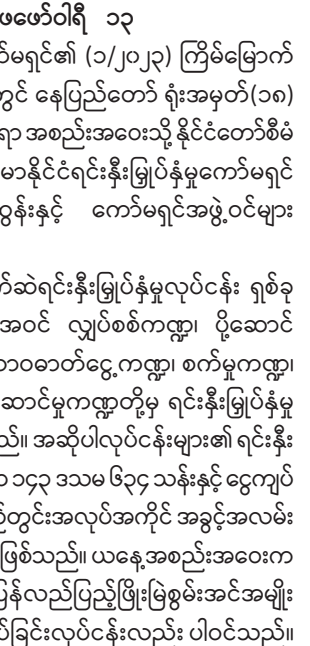 ဖေဖော်ဝါရီ ၁၃
မရှင်၏ (၁/၂၀၂၃) ကြိမ်မြောက်
တွင် နေပြည်တော် ရုံးအမှတ်(၁၈)
အစည်းအဝေးသို့ နိုင်ငံတော်စီမံ
မာနိုင်ငံရင်းနှီးမြှုပ်နှံမှုကော်မရှင်
ထွန်းနှင့် ကော်မရှင်အဖွဲ့ဝင်များ
ဆဲရင်းနှီးမြှုပ်နှံမှုလုပ်ငန်း ရှစ်ခု
အဝင် လျှပ်စစ်ကဏ္ဍ၊ ပို့ဆောင်
ဘာဝဓာတ်ငွေ့ကဏ္ဍ၊ စက်မှုကဏ္ဍ၊
ဆောင်မှုကဏ္ဍတို့မှ ရင်းနှီးမြှုပ်နှံမှု
သည်။ အဆိုပါလုပ်ငန်းများ၏ ရင်းနှီး
၁၄၃ ဒသမ ၆၃၄ သန်းနှင့် ငွေကျပ်
တွင်းအလုပ်အကိုင် အခွင့်အလမ်း
ဖြစ်သည်။ ယနေ့အစည်းအဝေးက
ပြန်လည်ပြည့်ဖြိုးမြဲစွမ်းအင်အမျိုး
ခြင်းလုပ်ငန်းလည်း ပါဝင်သည်။